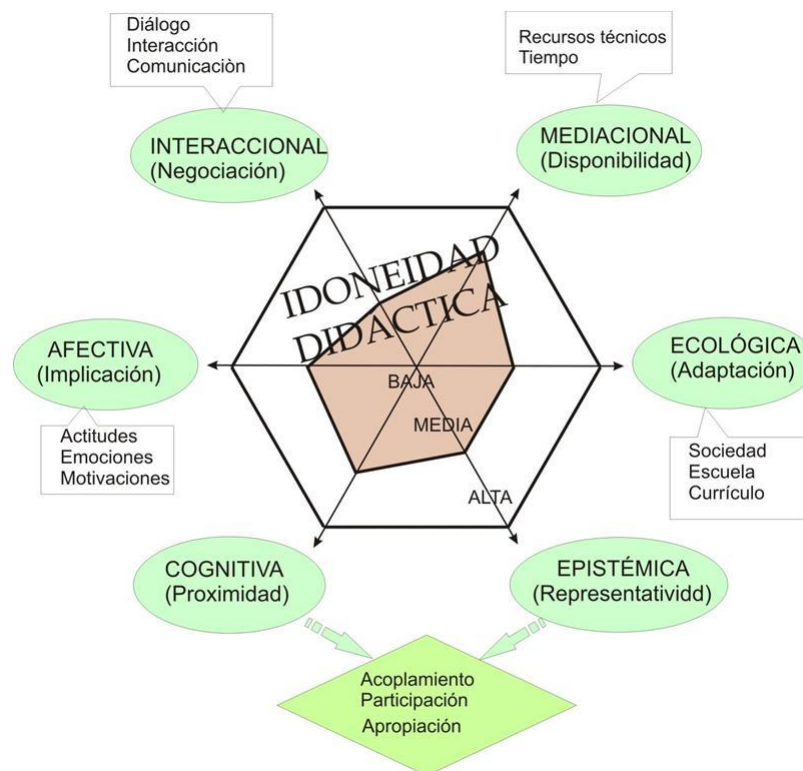 Diálogo
Interacción
Comunicaciòn
Recursos técnicos
Tiempo
INTERACCIONAL
(Negociación)
MEDIACIONAL
(Disponibilidad)
IDONEIDAD
DIDÁCTICA
AFECTIVA
(Implicación)
ECOLÓGICA
(Adaptación)
BAJA
MEDIA
ALTA
Actitudes
Emociones
Motivaciones
Sociedad
Escuela
Currículo
COGNITIVA
(Proximidad)
EPISTÉMICA
(Representatividd)
Acoplamiento
Participación
Apropiación